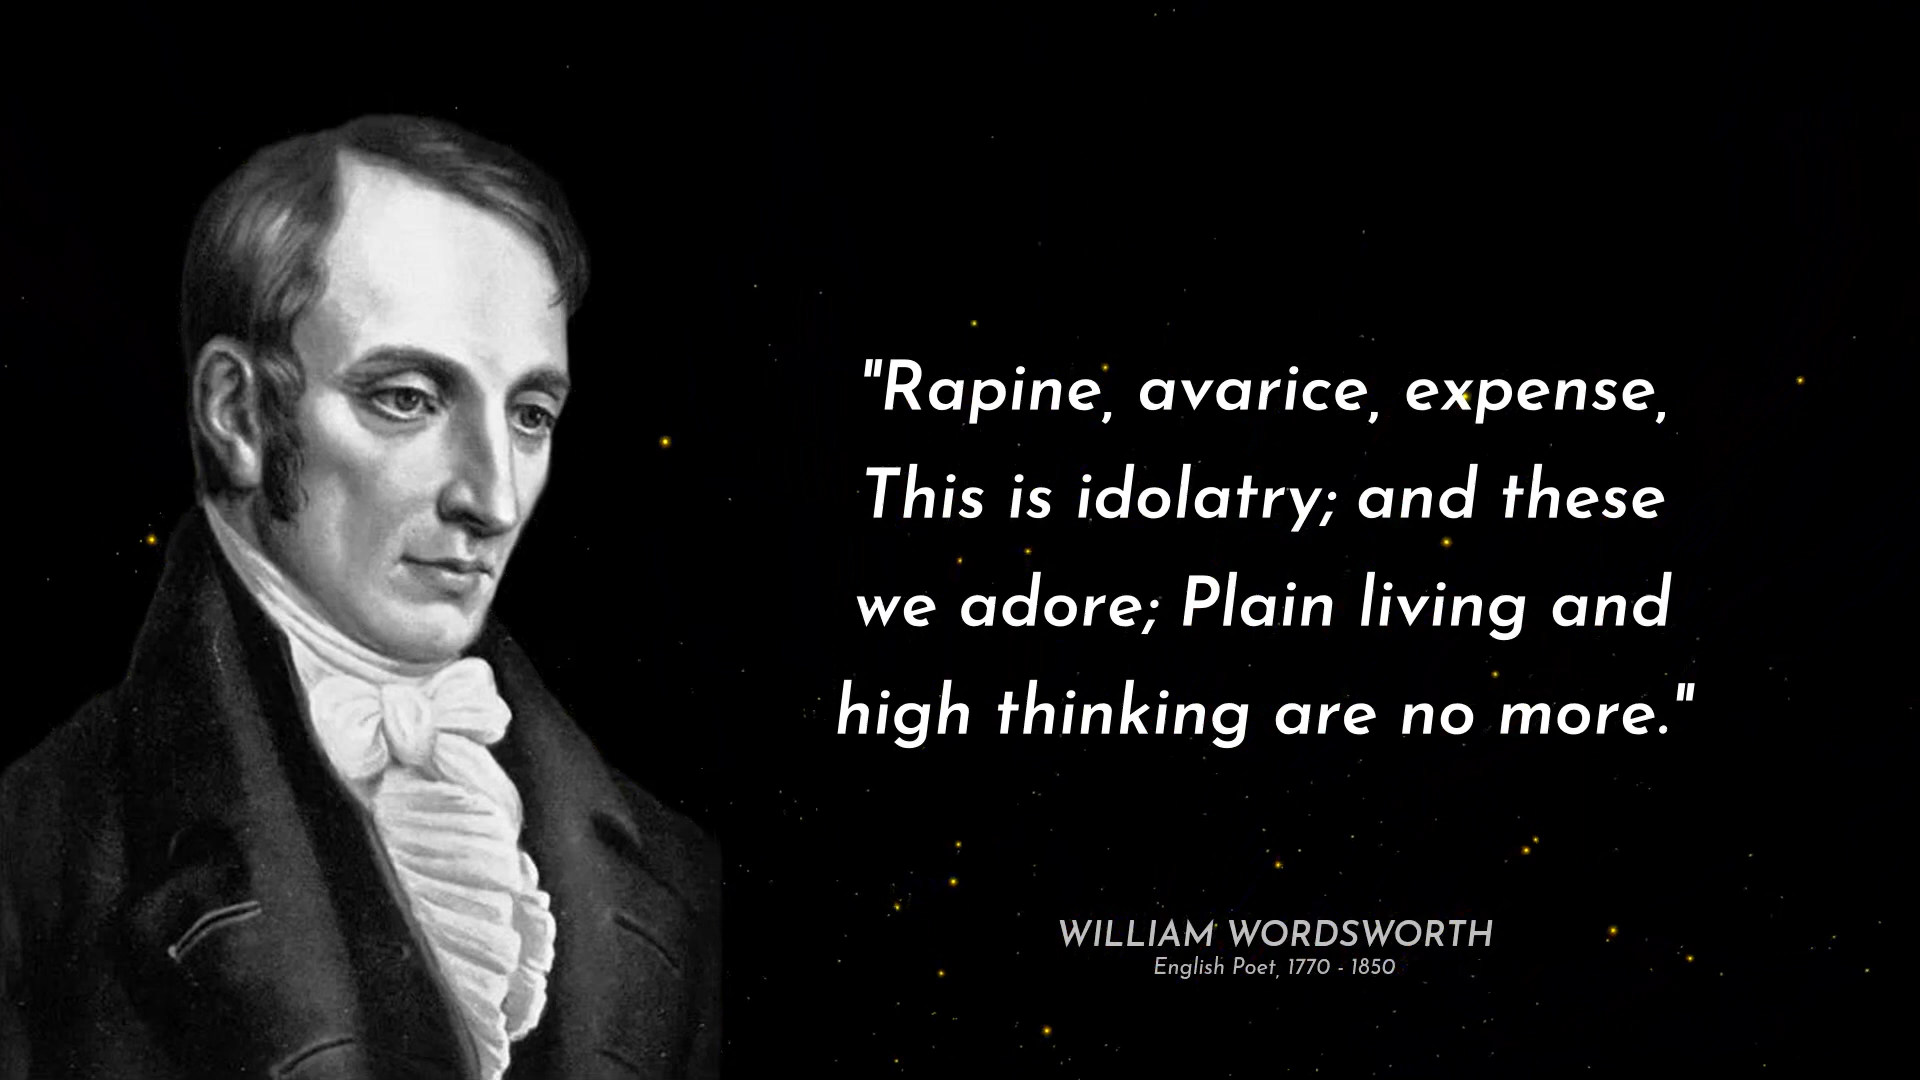 "Rapine, avarice, expense,
This is idolatry; and these
we adore; Plain living and
high thinking are no more."
WILLIAM WORDSWORTH
English Poet, 1770 - 1850